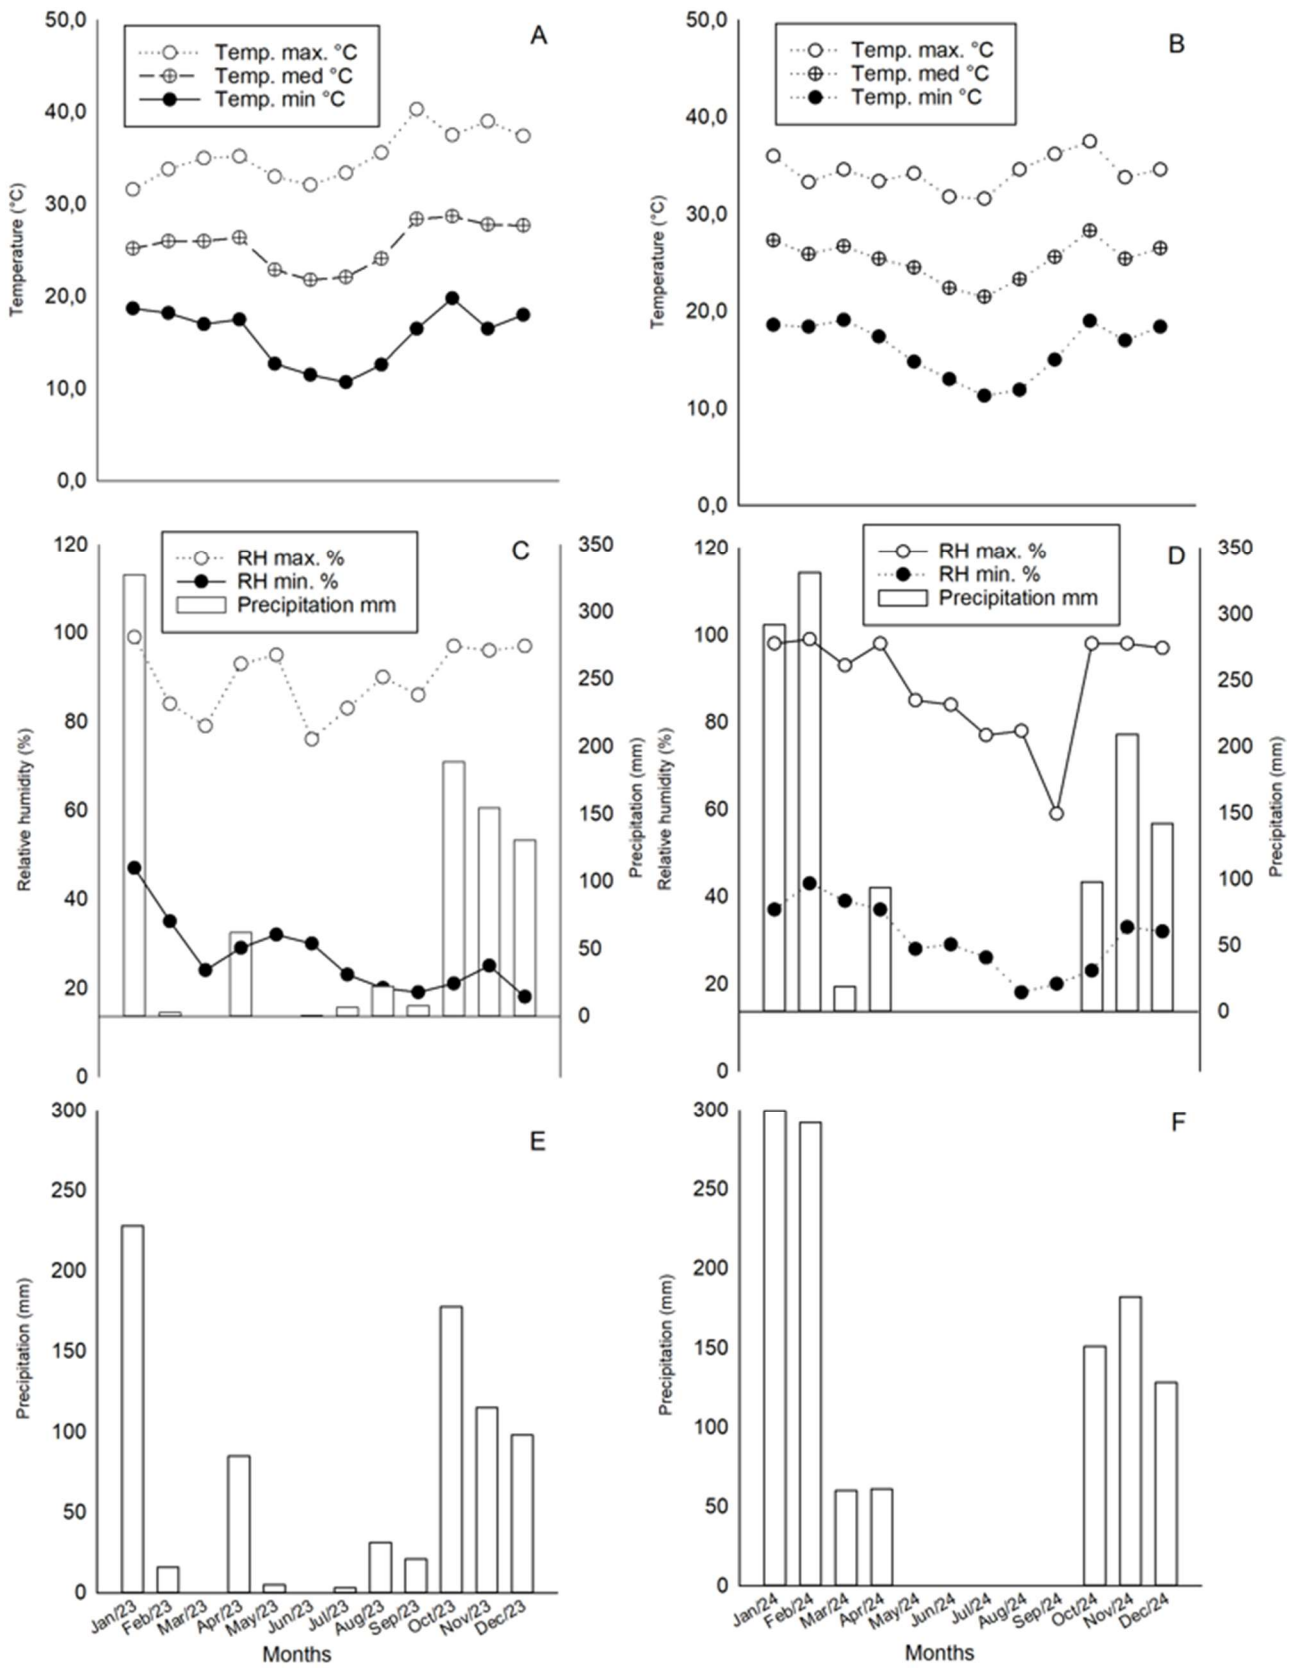 A
50,0
40,0
30,0
20,0
10,0
0,0
Temperature (°C)
Temp. max. °C
Temp. med °C
Temp. min °C
B
50,0
40,0
30,0
20,0
10,0
0,0
Temperature (°C)
Temp. max. °C
Temp. med °C
Temp. min °C
C
120
100
80
60
40
20
0
Relative humidity (%)
RH max. %
RH min. %
Precipitation mm
350
300
250
200
150
100
50
0
Precipitation (mm)
D
120
100
80
60
40
20
0
Relative humidity (%)
RH max. %
RH min. %
Precipitation mm
350
300
250
200
150
100
50
0
Precipitation (mm)
E
300
250
200
150
100
50
0
Precipitation (mm)
Jan/23
Feb/23
Mar/23
Apr/23
May/23
Jun/23
Jul/23
Aug/23
Sep/23
Oct/23
Nov/23
Dec/23
Months
F
300
250
200
150
100
50
0
Precipitation (mm)
Jan/24
Feb/24
Mar/24
Apr/24
May/24
Jun/24
Jul/24
Aug/24
Sep/24
Oct/24
Nov/24
Dec/24
Months